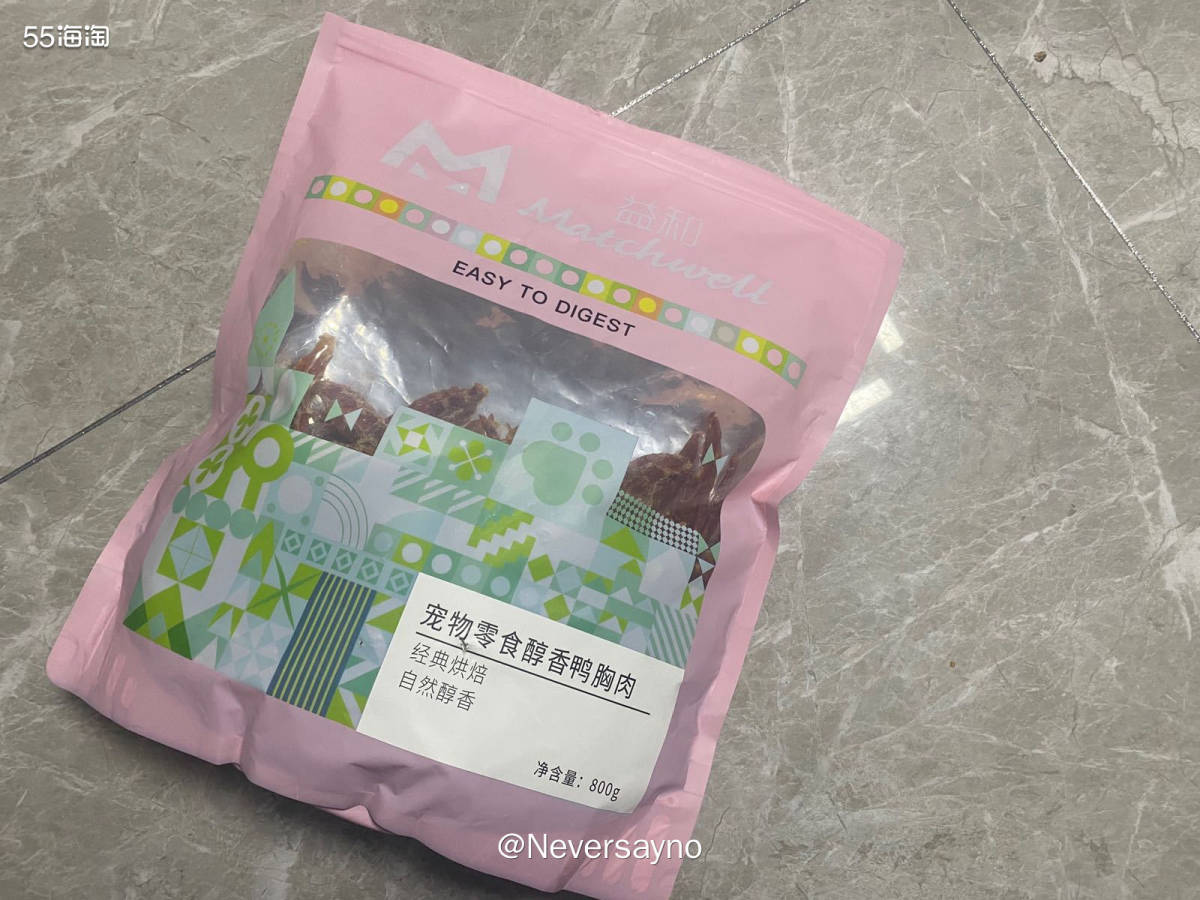 55海淘
益和
Matchwell
EASY TO DIGEST
宠物零食醇香鸭胸肉
经典烘焙
自然醇香
净含量：800g
@Neversayno